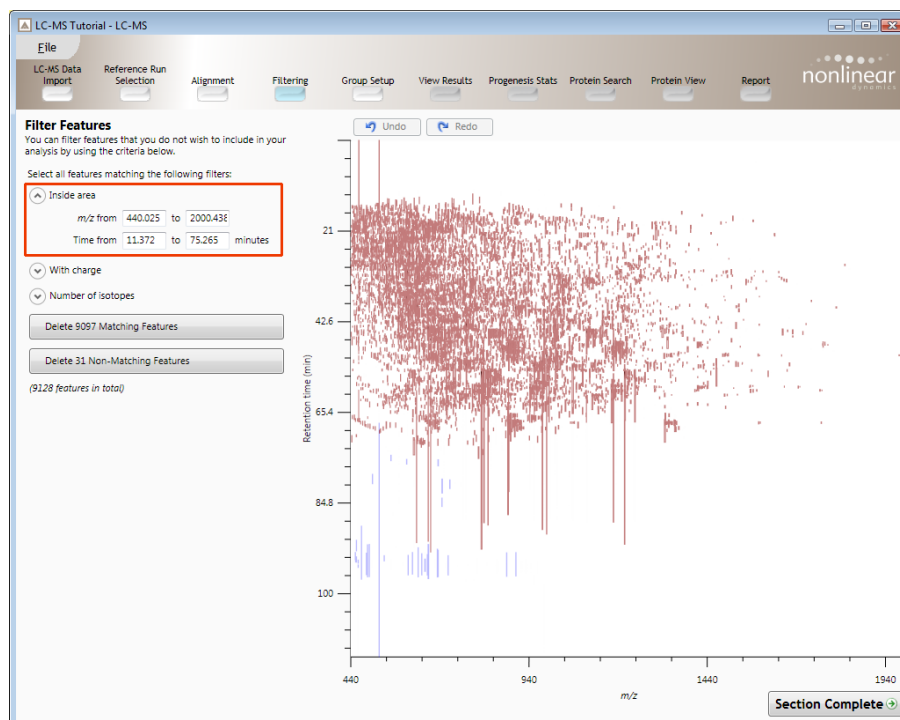 LC-MS Tutorial - LC-MS
File
LC-MS Data Import
Reference Run Selection
Alignment
Filtering
Group Setup
View Results
Progenesis Stats
Protein Search
Protein View
Report
nonlinear
dynamics
Filter Features
You can filter features that you do not wish to include in your
analysis by using the criteria below.
Select all features matching the following filters:
Inside area
m/z from 440.025 to 2000.438
Time from 11.372 to 75.265 minutes
With charge
Number of isotopes
Delete 9097 Matching Features
Delete 31 Non-Matching Features
(9128 features in total)
Undo
Redo
21
42.6
65.4
84.8
100
Retention time (min)
440
940
1440
1940
m/z
Section Complete